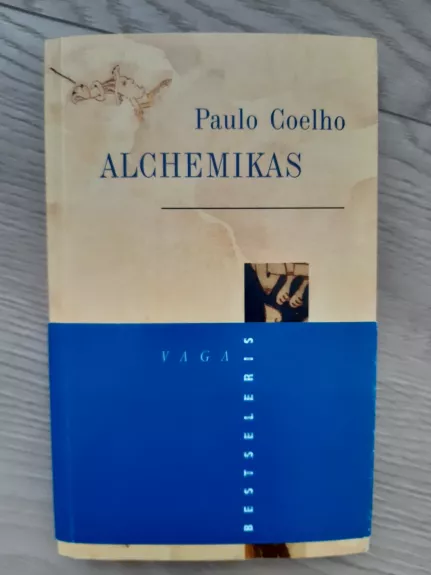 Paulo Coelho
ALCHEMIKAS
VAGA
BESTSELERIS